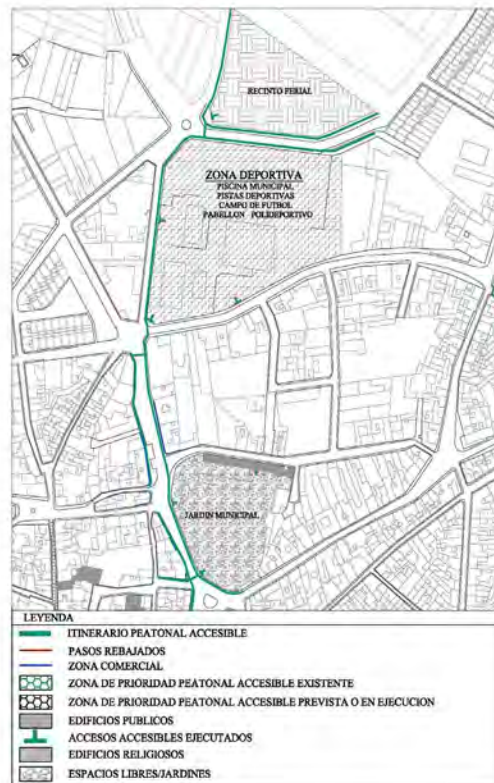 RECINTO FERIAL
ZONA DEPORTIVA
PISCINA MUNICIPAL
PISTAS DEPORTIVAS
CAMPO DE FUTBOL
PABELLON POLIDEPORTIVO
JARDIN MUNICIPAL
LEYENDA
ITINERARIO PEATONAL ACCESIBLE
PASOS REBAJADOS
ZONA COMERCIAL
ZONA DE PRIORIDAD PEATONAL ACCESIBLE EXISTENTE
ZONA DE PRIORIDAD PEATONAL ACCESIBLE PREVISTA O EN EJECUCION
EDIFICIOS PUBLICOS
ACCESOS ACCESIBLES EJECUTADOS
EDIFICIOS RELIGIOSOS
ESPACIOS LIBRES/JARDINES